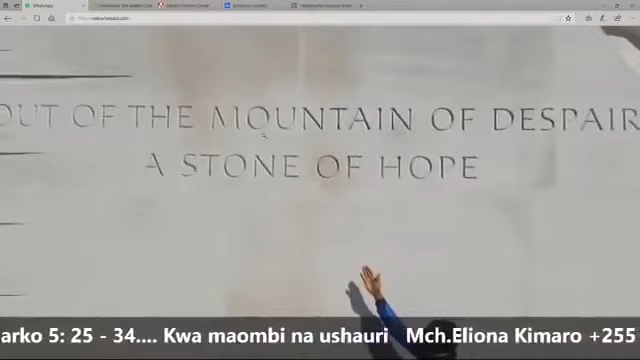 WhatsApp
OUT OF THE MOUNTAIN OF DESPAIR
A STONE OF HOPE
arko 5: 25 - 34.... Kwa maombi na ushauri Mch.Eliona Kimaro +255